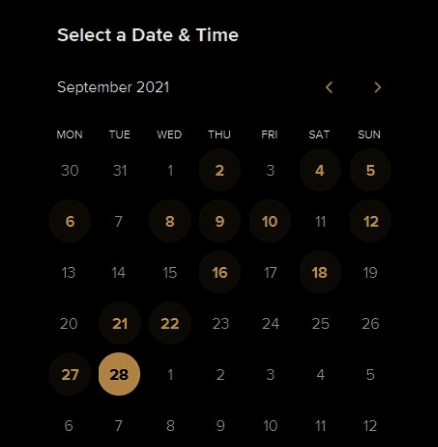 Select a Date & Time
September 2021
MON TUE WED THU FRI SAT SUN
30 31 1 2 3 4 5
6 7 8 9 10 11 12
13 14 15 16 17 18 19
20 21 22 23 24 25 26
27 28 1 2 3 4 5
6 7 8 9 10 11 12